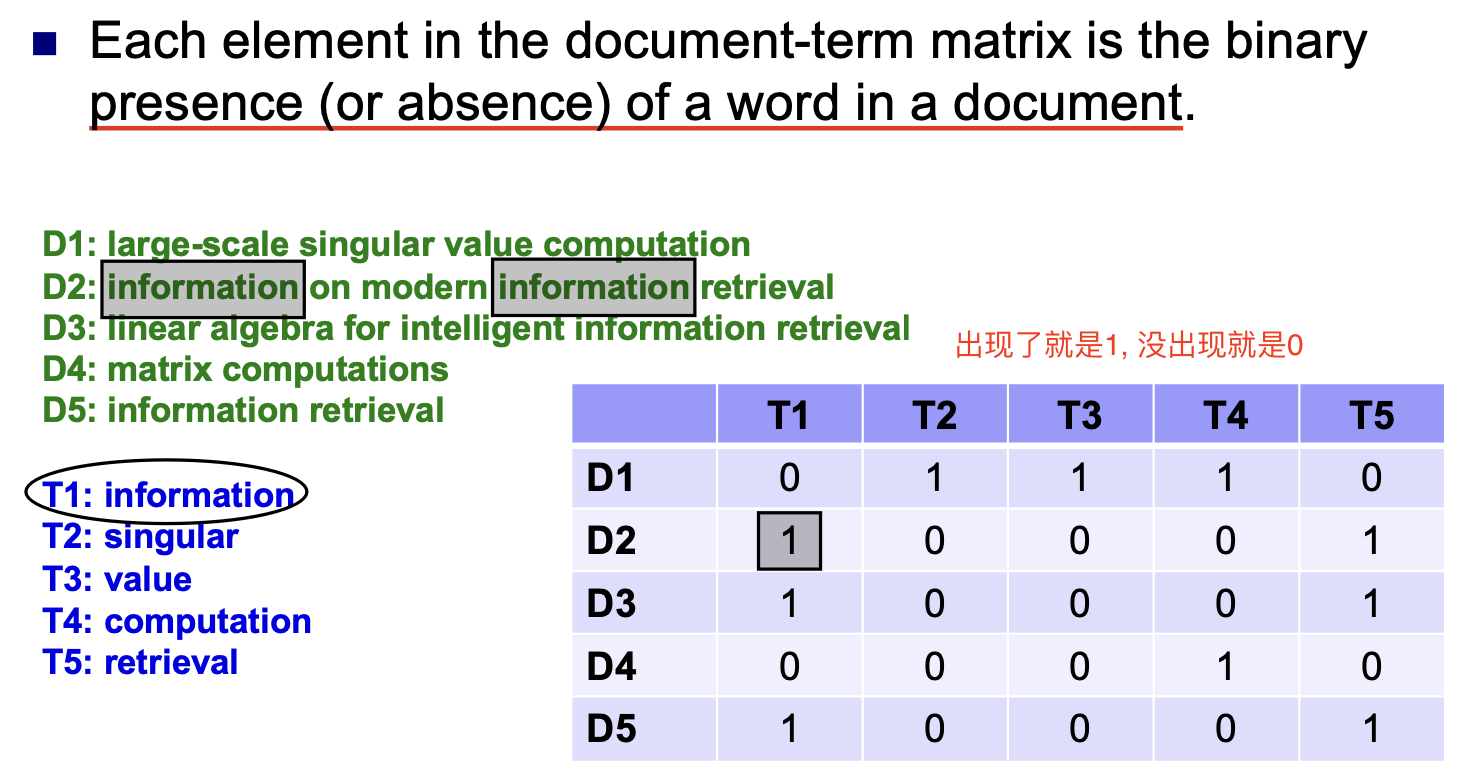 Each element in the document-term matrix is the binary
presence (or absence) of a word in a document.
D1: large-scale singular value computation
D2: information on modern information retrieval
D3: linear algebra for intelligent information retrieval
D4: matrix computations
D5: information retrieval
出现了就是1, 没出现就是0
T1: information
T2: singular
T3: value
T4: computation
T5: retrieval
T1 T2 T3 T4 T5
D1 0 1 1 1 0
D2 1 0 0 0 1
D3 1 0 0 0 1
D4 0 0 0 1 0
D5 1 0 0 0 1